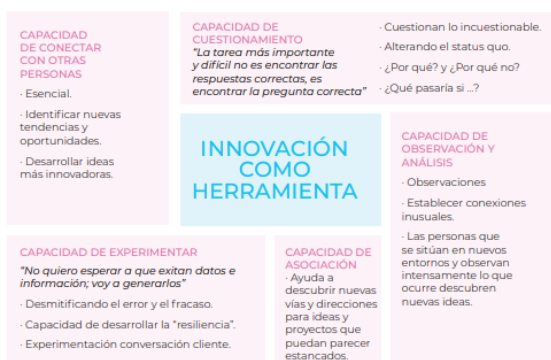 CAPACIDAD
DE CONECTAR
CON OTRAS
PERSONAS
· Esencial.
· Identificar nuevas
tendencias y
oportunidades.
· Desarrollar ideas
más innovadoras.
CAPACIDAD DE
CUESTIONAMIENTO
"La tarea más importante
y difícil no es encontrar las
respuestas correctas, es
encontrar la pregunta correcta"
· Cuestionan lo incuestionable.
· Alterando el status quo.
· ¿Por qué? y ¿Por qué no?
· ¿Qué pasaría si ...?
INNOVACIÓN
COMO
HERRAMIENTA
CAPACIDAD DE
OBSERVACIÓN Y
ANÁLISIS
· Observaciones
· Establecer conexiones
inusuales.
· Las personas que
se sitúan en nuevos
entornos y observan
intensamente lo que
ocurre descubren
nuevas ideas.
CAPACIDAD DE EXPERIMENTAR
"No quiero esperar a que exitan datos e
información; voy a generarlos"
· Desmitificando el error y el fracaso.
· Capacidad de desarrollar la "resiliencia".
· Experimentación conversación cliente.
CAPACIDAD DE
ASOCIACIÓN
· Ayuda a
descubrir nuevas
vías y direcciones
para ideas y
proyectos que
puedan parecer
estancados.